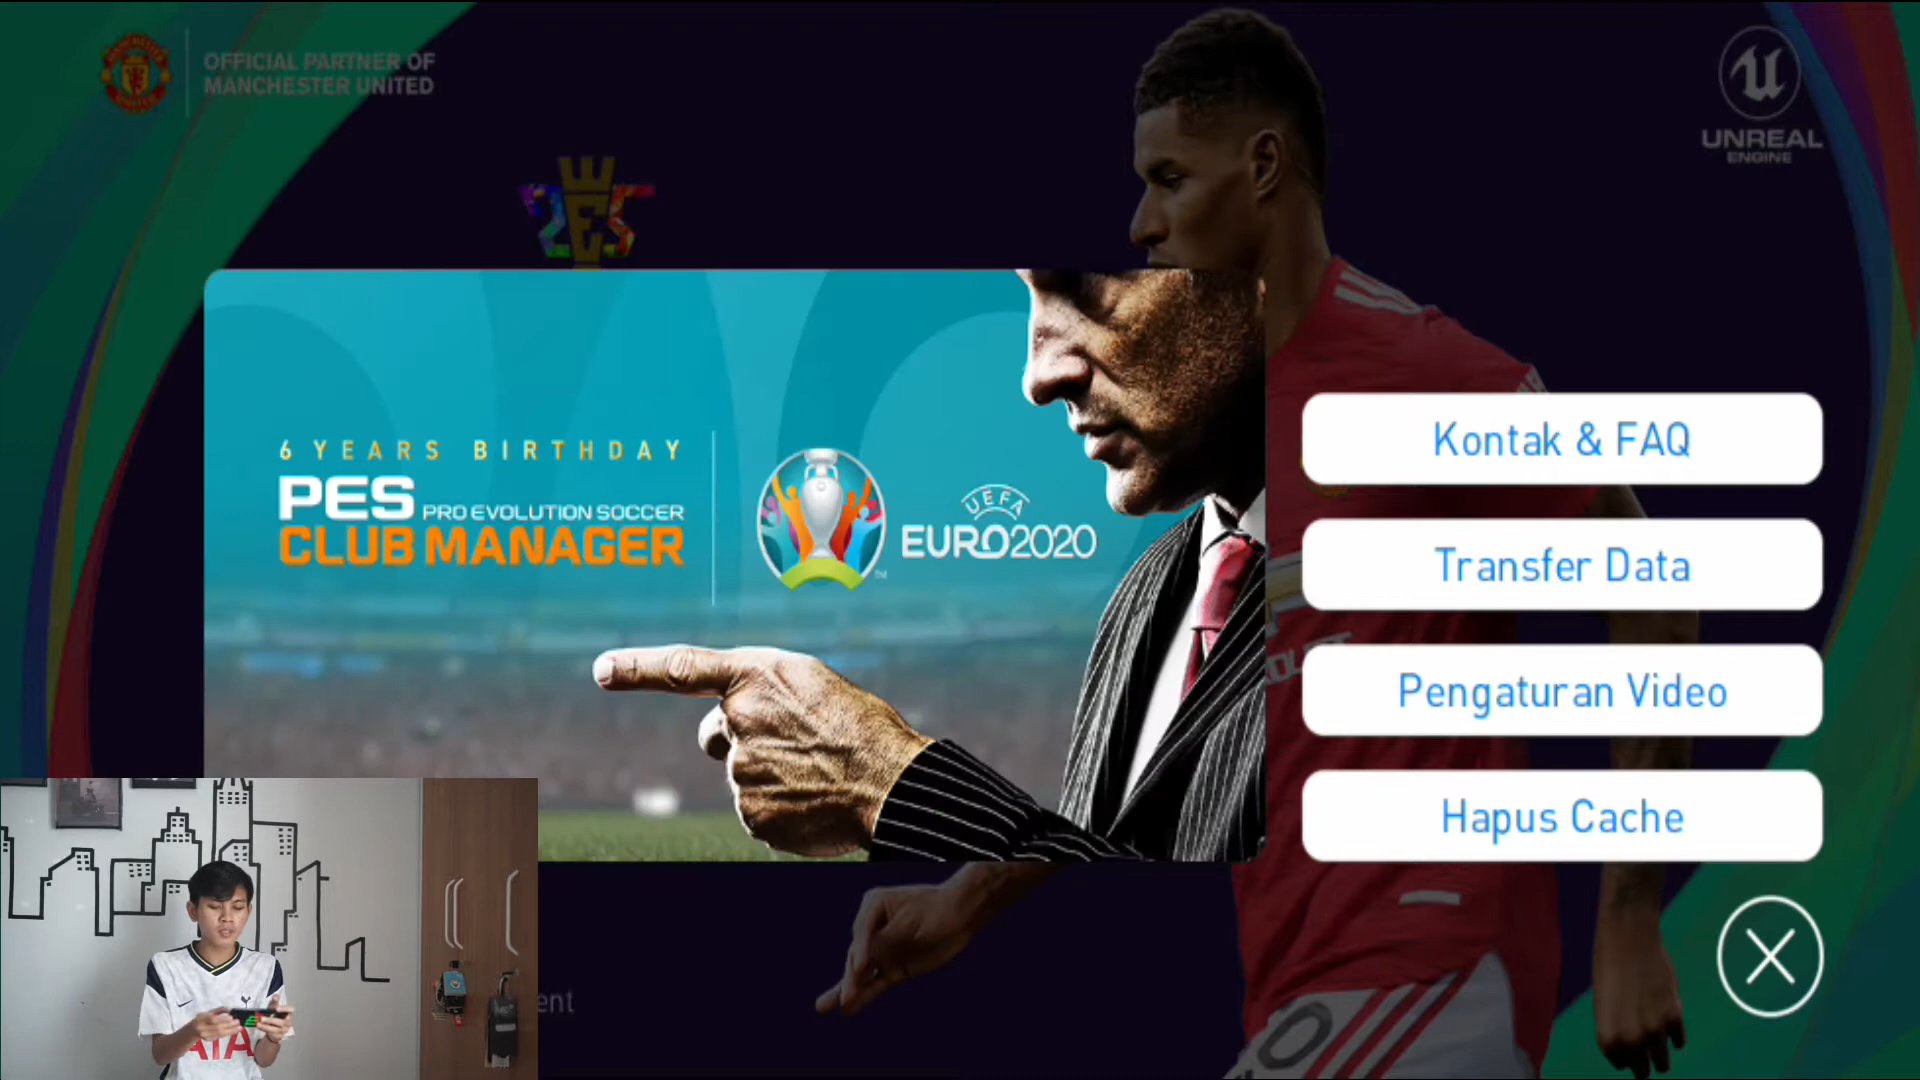 OFFICIAL PARTNER OF
MANCHESTER UNITED
UNREAL
ENGINE
6 YEARS BIRTHDAY
PES PRO EVOLUTION SOCCER
CLUB MANAGER
UEFA
EURO2020
Kontak & FAQ
Transfer Data
Pengaturan Video
Hapus Cache
AIA